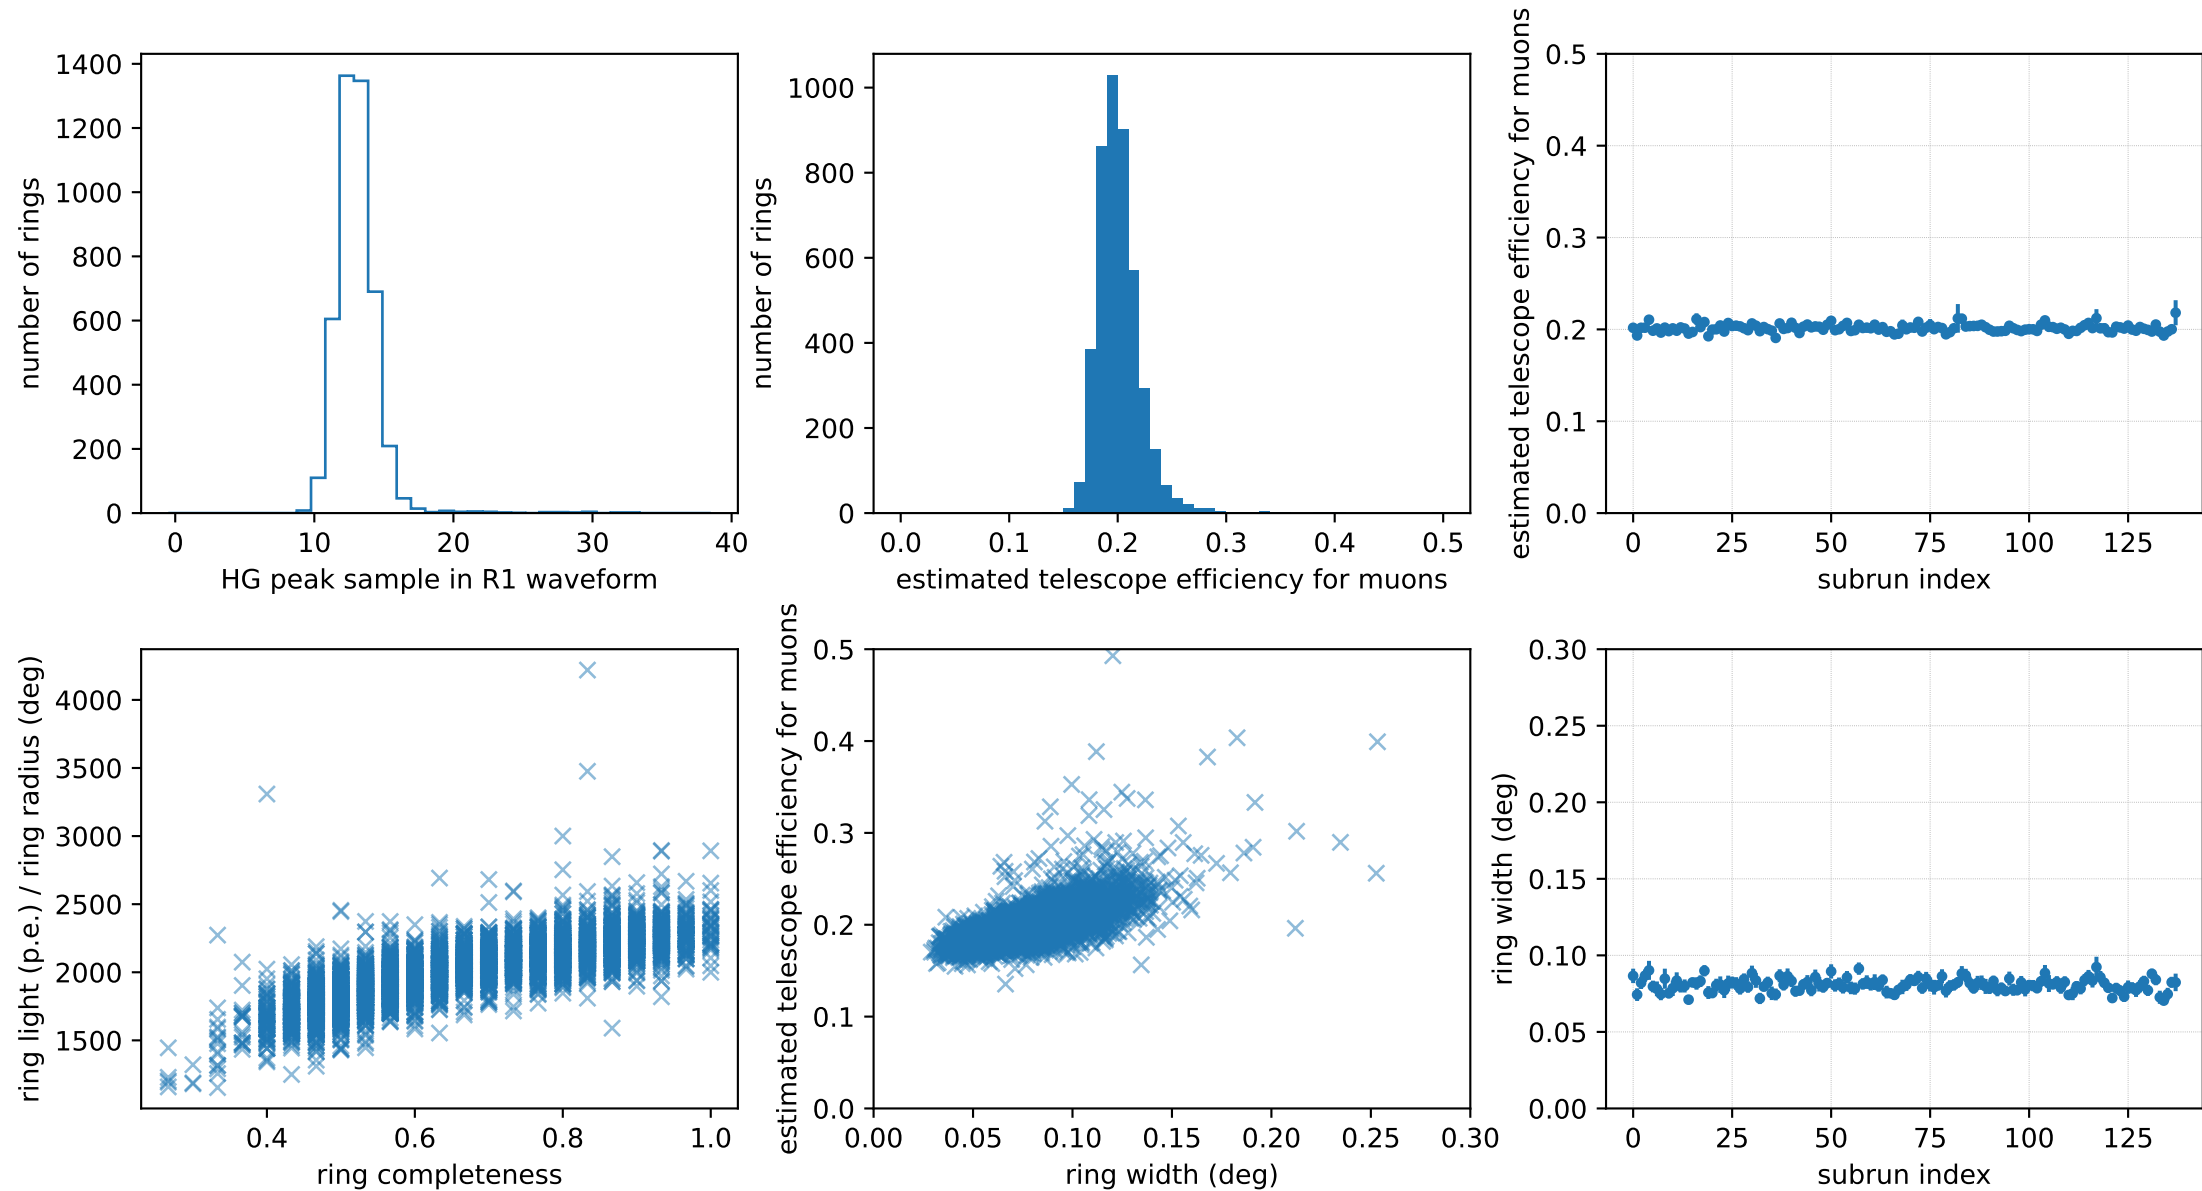 1400
1200
1000
800
600
400
200
0
number of rings
0 10 20 30 40
HG peak sample in R1 waveform
1000
800
600
400
200
0
number of rings
0.0 0.1 0.2 0.3 0.4 0.5
estimated telescope efficiency for muons
0.5
0.4
0.3
0.2
0.1
0.0
estimated telescope efficiency for muons
0 25 50 75 100 125
subrun index
4000
3500
3000
2500
2000
1500
ring light (p.e.) / ring radius (deg)
0.4 0.6 0.8 1.0
ring completeness
0.5
0.4
0.3
0.2
0.1
0.0
estimated telescope efficiency for muons
0.00 0.05 0.10 0.15 0.20 0.25 0.30
ring width (deg)
0.30
0.25
0.20
0.15
0.10
0.05
0.00
ring width (deg)
0 25 50 75 100 125
subrun index